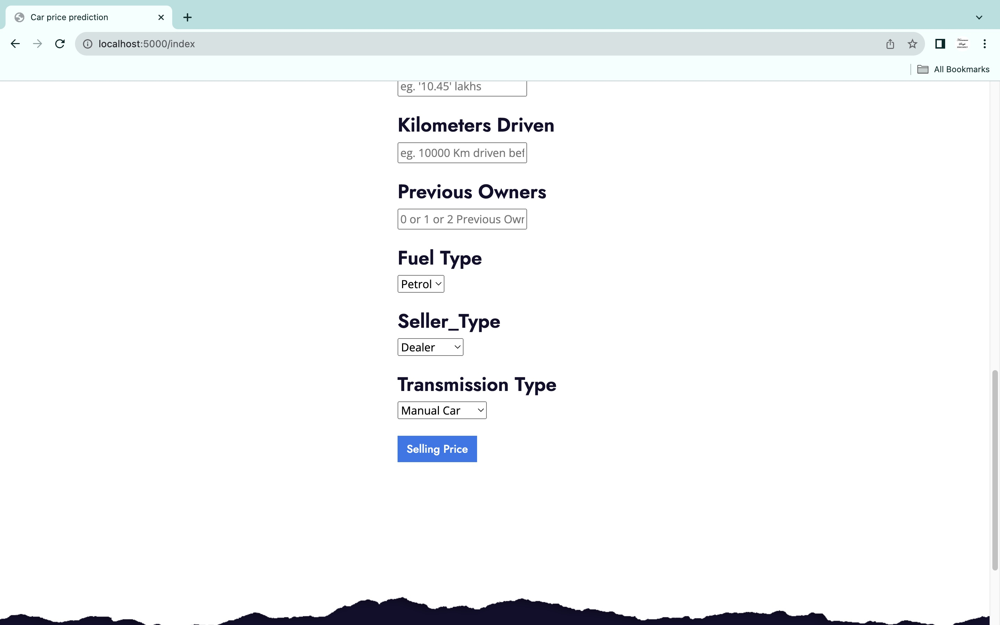 Car price prediction
localhost:5000/index
All Bookmarks
eg. '10.45' lakhs
Kilometers Driven
eg. 10000 Km driven bef
Previous Owners
0 or 1 or 2 Previous Own
Fuel Type
Petrol
Seller_Type
Dealer
Transmission Type
Manual Car
Selling Price